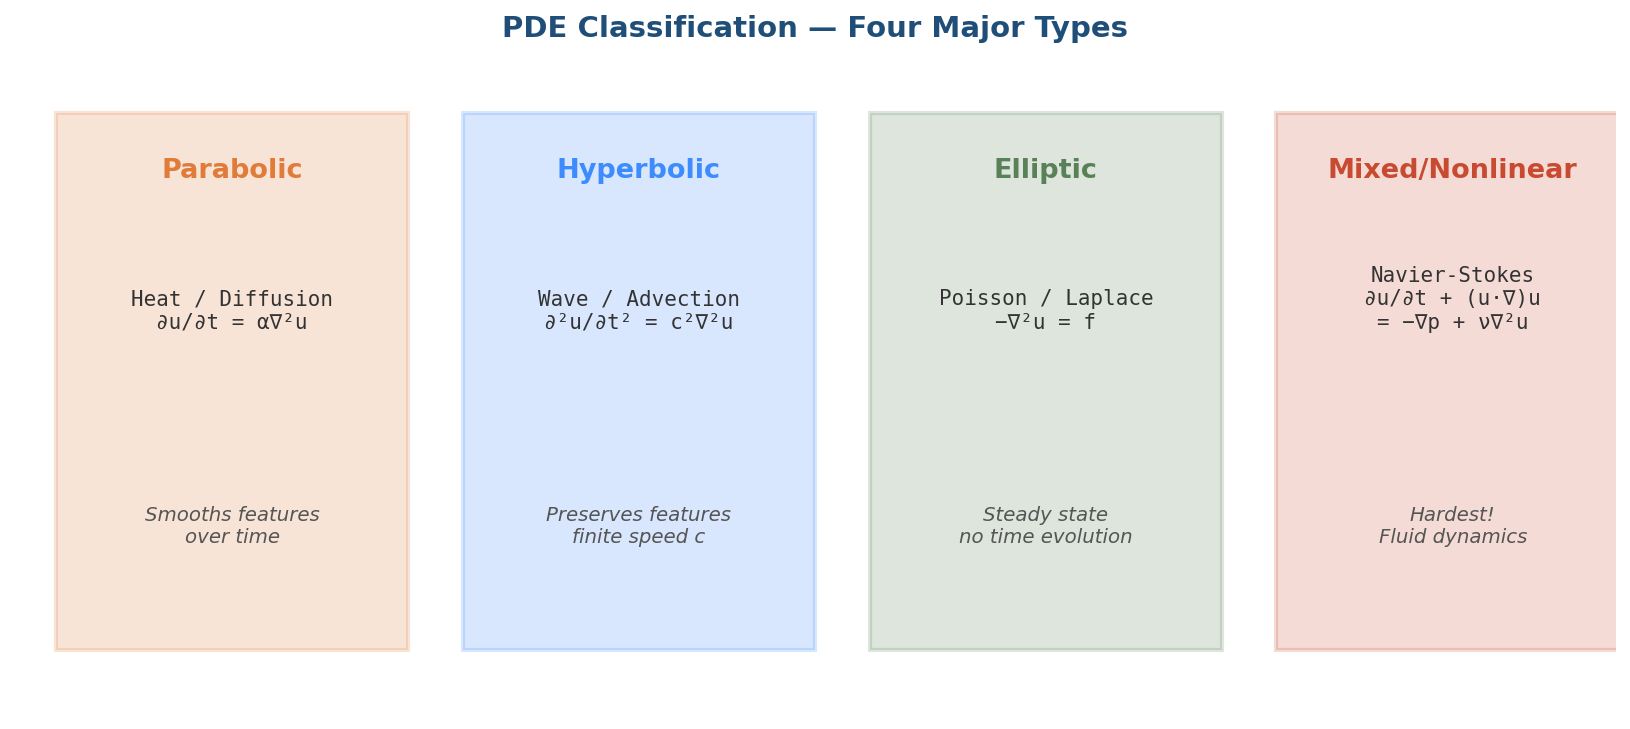 PDE Classification — Four Major Types
Parabolic
Heat / Diffusion
∂u/∂t = α∇²u
Smooths features
over time
Hyperbolic
Wave / Advection
∂²u/∂t² = c²∇²u
Preserves features
finite speed c
Elliptic
Poisson / Laplace
−∇²u = f
Steady state
no time evolution
Mixed/Nonlinear
Navier-Stokes
∂u/∂t + (u·∇)u
= −∇p + ν∇²u
Hardest!
Fluid dynamics